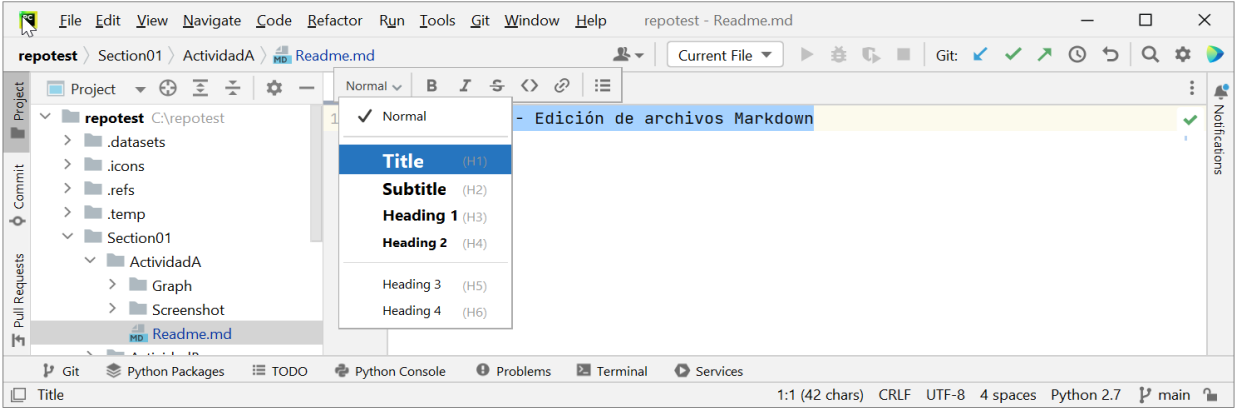 PC File Edit View Navigate Code Refactor Run Tools Git Window Help repotest - Readme.md
repotest Section01 ActividadA Readme.md Current File Git:
Project Normal B I S
Project
repotest C:\repotest
1 - Edición de archivos Markdown
Normal
.datasets
.icons
.refs
.temp
Section01
ActividadA
Graph
Screenshot
Readme.md
Title (H1)
Subtitle (H2)
Heading 1 (H3)
Heading 2 (H4)
Heading 3 (H5)
Heading 4 (H6)
Commit
Pull Requests
Notifications
Git Python Packages TODO Python Console Problems Terminal Services
Title 1:1 (42 chars) CRLF UTF-8 4 spaces Python 2.7 main